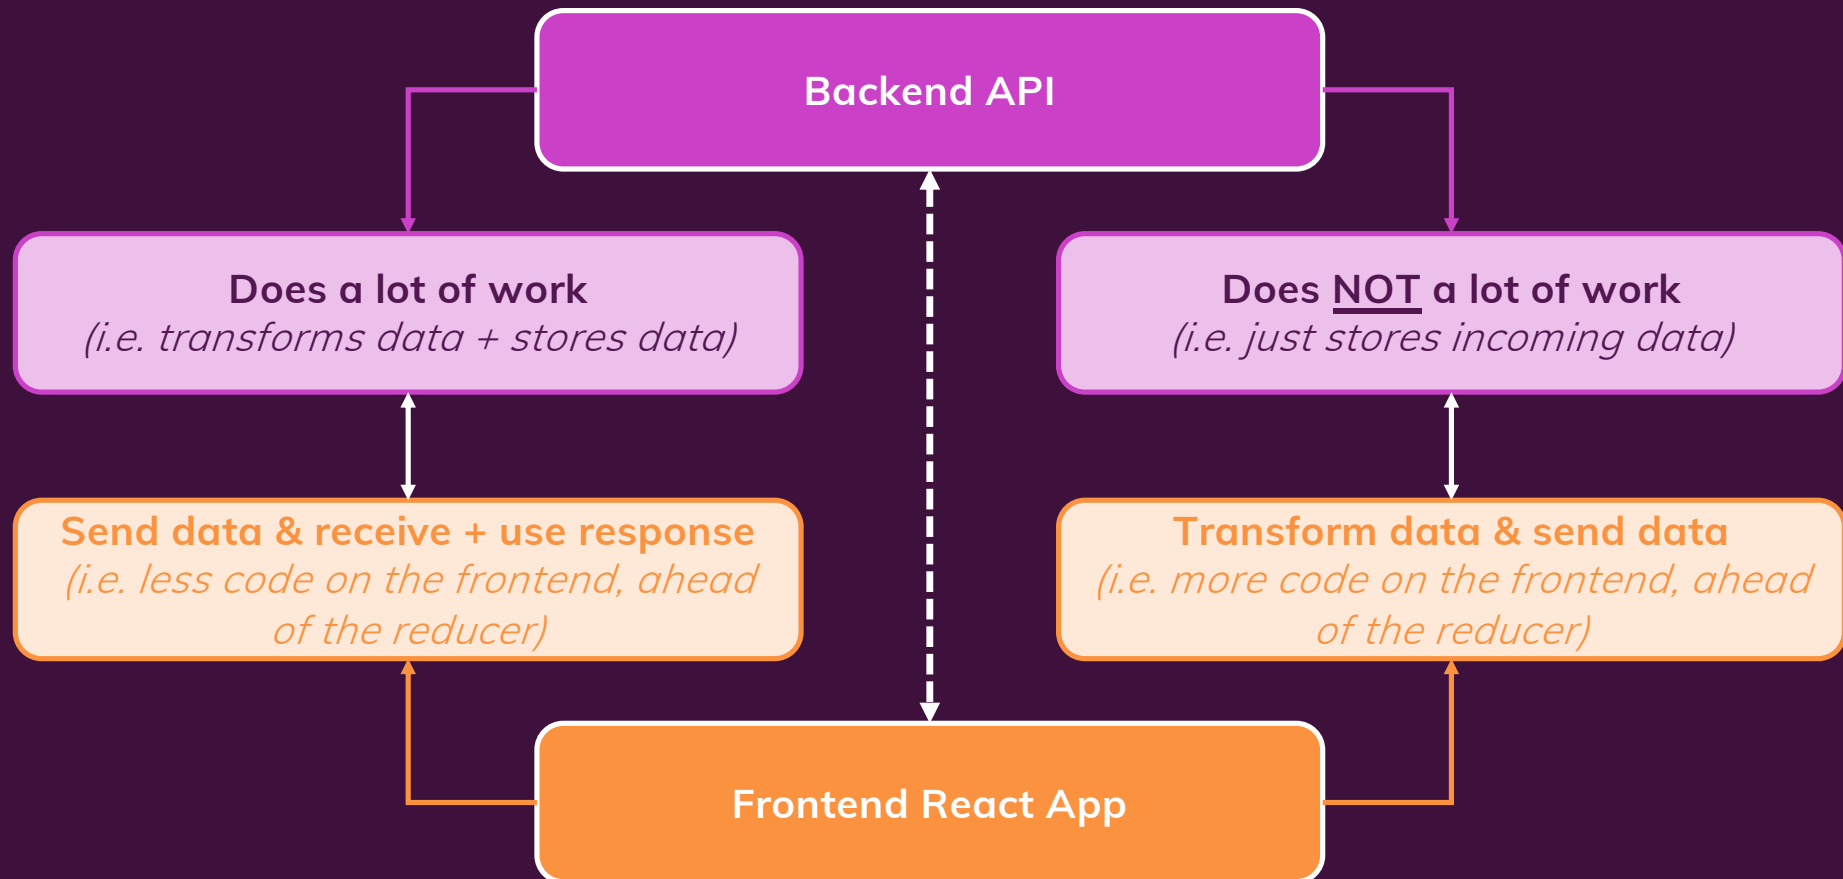 Backend API
Does a lot of work
(i.e. transforms data + stores data)
Does NOT a lot of work
(i.e. just stores incoming data)
Send data & receive + use response
(i.e. less code on the frontend, ahead
of the reducer)
Transform data & send data
(i.e. more code on the frontend, ahead
of the reducer)
Frontend React App